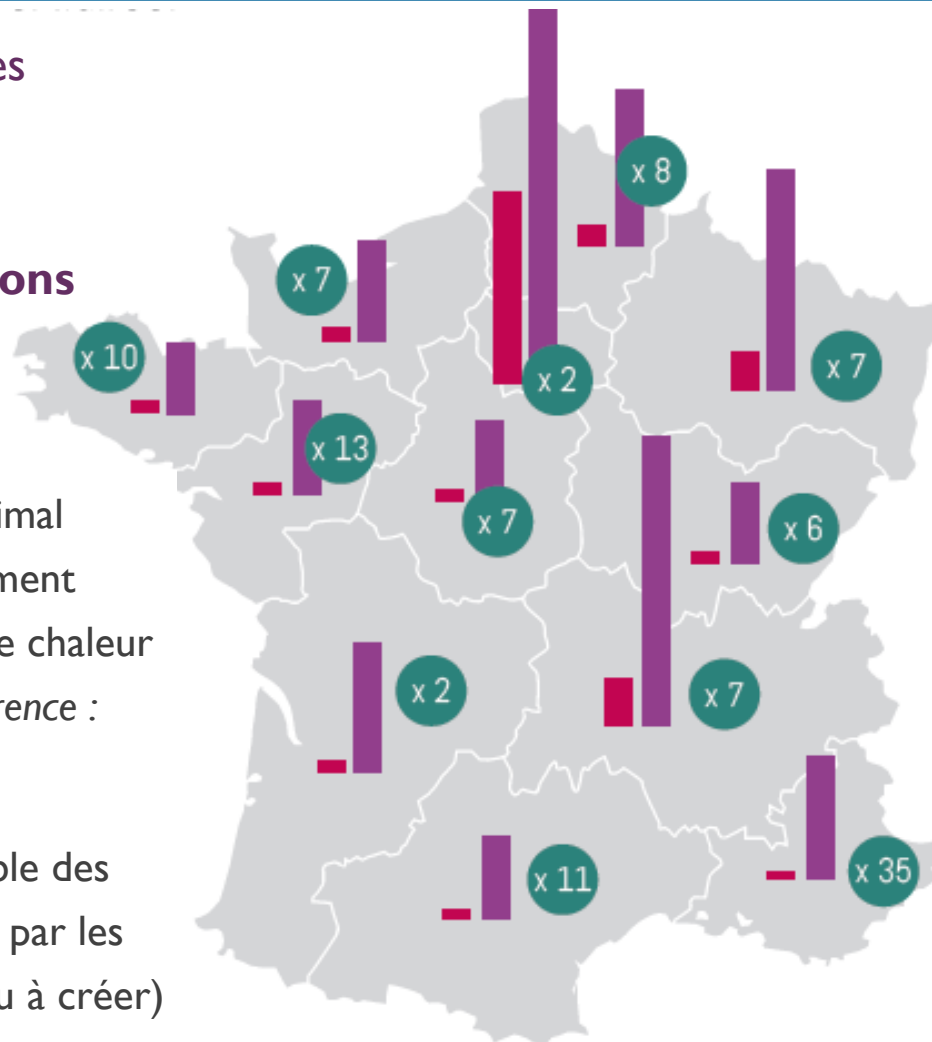 es
ons
imal
ment
e chaleur
rence :
ble des
par les
u à créer)
x 8
x 7
x 10
x 2
x 7
x 13
x 7
x 6
x 2
x 7
x 11
x 35